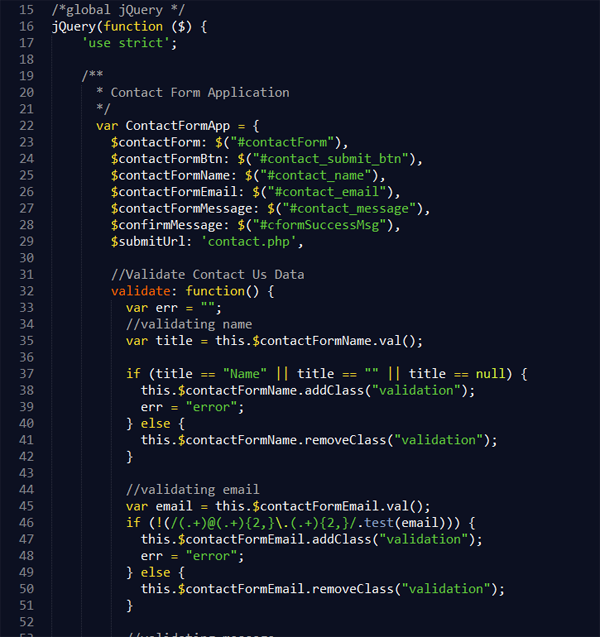 15 /*global jQuery */
16 jQuery(function ($) {
17 'use strict';
18
19 /**
20 * Contact Form Application
21 */
22 var ContactFormApp = {
23 $contactForm: $("#contactForm"),
24 $contactFormBtn: $("#contact_submit_btn"),
25 $contactFormName: $("#contact_name"),
26 $contactFormEmail: $("#contact_email"),
27 $contactFormMessage: $("#contact_message"),
28 $confirmMessage: $("#cformSuccessMsg"),
29 $submitUrl: 'contact.php',
30
31 //Validate Contact Us Data
32 validate: function() {
33 var err = "";
34 //validating name
35 var title = this.$contactFormName.val();
36
37 if (title == "Name" || title == "" || title == null) {
38 this.$contactFormName.addClass("validation");
39 err = "error";
40 } else {
41 this.$contactFormName.removeClass("validation");
42 }
43
44 //validating email
45 var email = this.$contactFormEmail.val();
46 if (!(/(.+)@(.+){2,}\.(.+){2,}/.test(email))) {
47 this.$contactFormEmail.addClass("validation");
48 err = "error";
49 } else {
50 this.$contactFormEmail.removeClass("validation");
51 }
52
53 //validating message